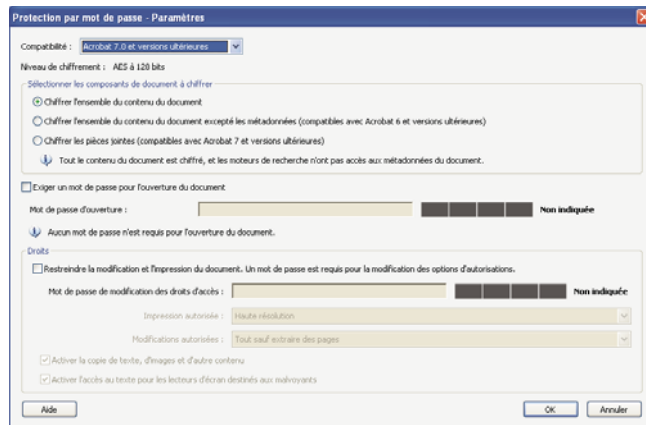 Protection par mot de passe - Paramètres
Compatibilité : Acrobat 7.0 et versions ultérieures
Niveau de chiffrement : AES à 128 bits
Sélectionner les composants de document à chiffrer
Chiffrer l'ensemble du contenu du document
Chiffrer l'ensemble du contenu du document excepté les métadonnées (compatibles avec Acrobat 6 et versions ultérieures)
Chiffrer les pièces jointes (compatibles avec Acrobat 7 et versions ultérieures)
Tout le contenu du document est chiffré, et les moteurs de recherche n'ont pas accès aux métadonnées du document.
Exiger un mot de passe pour l'ouverture du document
Mot de passe d'ouverture : Non indiquée
Aucun mot de passe n'est requis pour l'ouverture du document.
Droits
Restreindre la modification et l'impression du document. Un mot de passe est requis pour la modification des options d'autorisations.
Mot de passe de modification des droits d'accès : Non indiquée
Impression autorisée : Haute résolution
Modifications autorisées : Tout sauf extraire des pages
Activer la copie de texte, d'images et d'autre contenu
Activer l'accès au texte pour les lecteurs d'écran destinés aux malvoyants
Aide OK Annuler